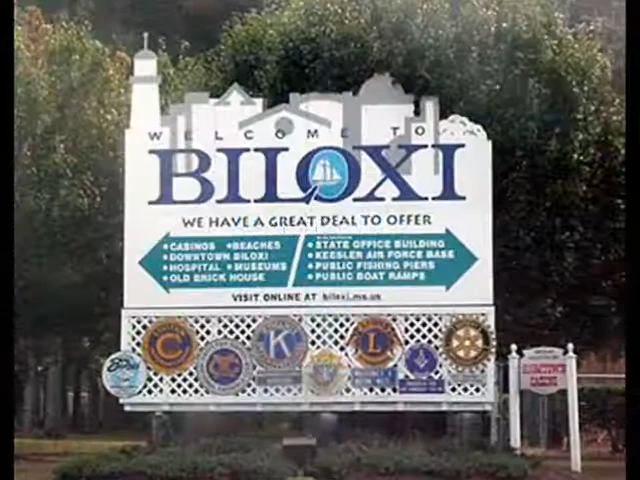 WELCOME TO
BILOXI
WE HAVE A GREAT DEAL TO OFFER
• CASINOS • BEACHES
• DOWNTOWN BILOXI
• HOSPITAL • MUSEUMS
• OLD BRICK HOUSE
• STATE OFFICE BUILDING
• KEESLER AIR FORCE BASE
• PUBLIC FISHING PIERS
• PUBLIC BOAT RAMPS
VISIT ONLINE AT biloxi.ms.us
C
K
L